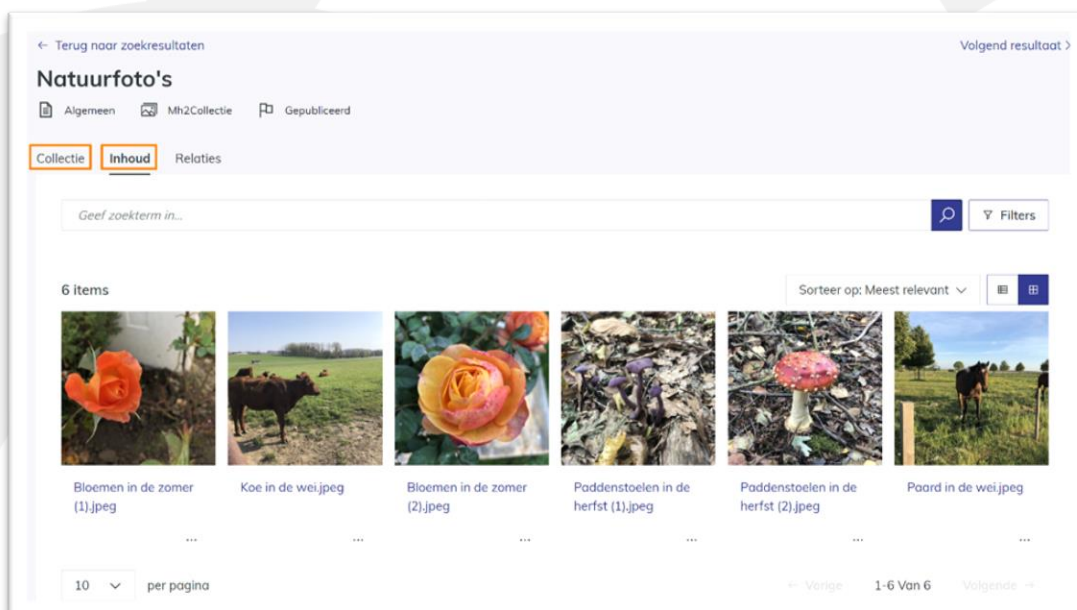 ← Terug naar zoekresultaten
Volgend resultaat >
Natuurfoto's
Algemeen Mh2Collectie Gepubliceerd
Collectie Inhoud Relaties
Geef zoekterm in...
Filters
6 items
Sorteer op: Meest relevant
Bloemen in de zomer
(1).jpeg
Koe in de wei.jpeg
Bloemen in de zomer
(2).jpeg
Paddenstoelen in de
herfst (1).jpeg
Paddenstoelen in de
herfst (2).jpeg
Paard in de wei.jpeg
... ... ... ... ... ...
10 per pagina
← Vorige 1-6 Van 6 Volgende →